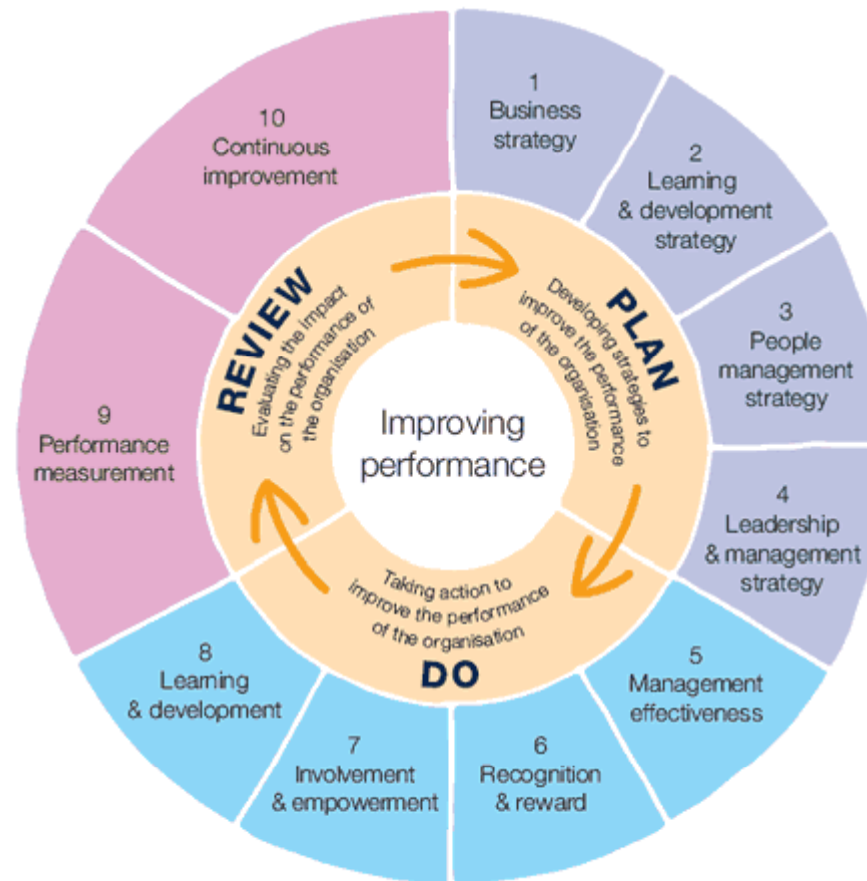 1
Business
strategy
2
Learning
& development
strategy
3
People
management
strategy
4
Leadership
& management
strategy
5
Management
effectiveness
6
Recognition
& reward
7
Involvement
& empowerment
8
Learning
& development
9
Performance
measurement
10
Continuous
improvement
PLAN
Developing strategies to
improve the performance
of the organisation
DO
Taking action to
improve the performance
of the organisation
REVIEW
Evaluating the impact
on the performance of
the organisation
Improving
performance